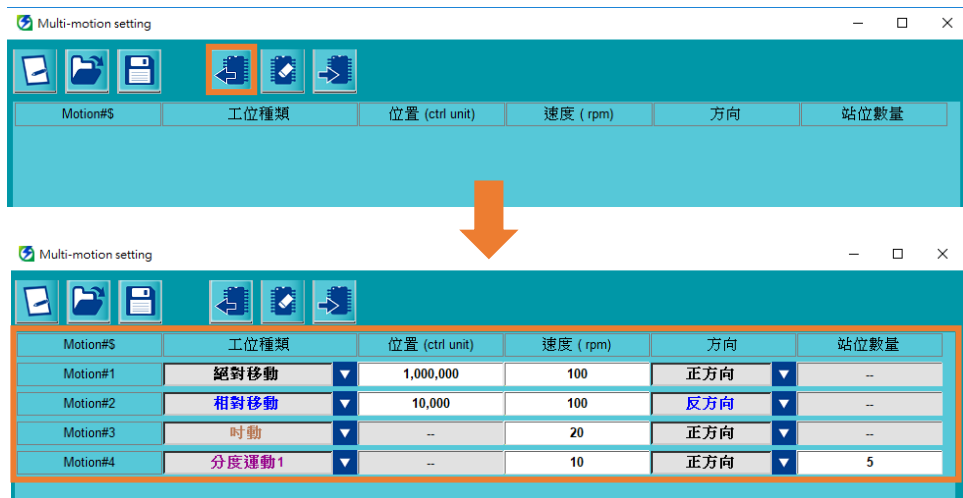 Multi-motion setting
Motion#$ 工位種類 位置 (ctrl unit) 速度 ( rpm) 方向 站位數量
Multi-motion setting
Motion#$ 工位種類 位置 (ctrl unit) 速度 ( rpm) 方向 站位數量
Motion#1 絕對移動 1,000,000 100 正方向 --
Motion#2 相對移動 10,000 100 反方向 --
Motion#3 吋動 -- 20 正方向 --
Motion#4 分度運動1 -- 10 正方向 5